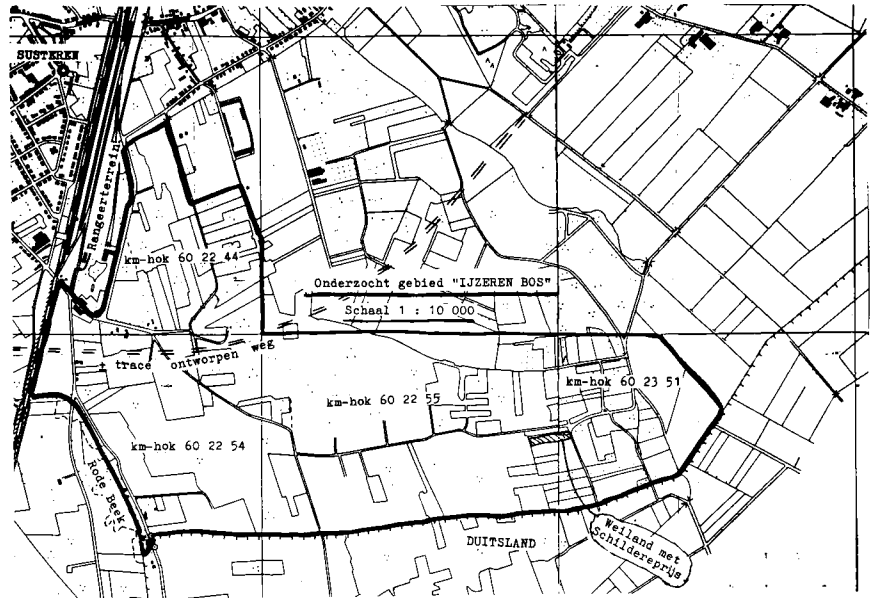 SUSTEREN
Rangeerterrein
km-hok 60 22 44
Onderzocht gebied "IJZEREN BOS"
Schaal 1 : 10 000
+ trace ontworpen weg
km-hok 60 22 55
km-hok 60 23 51
km-hok 60 22 54
Rode Beek
DUITSLAND
Weiland met
Schildereprijs